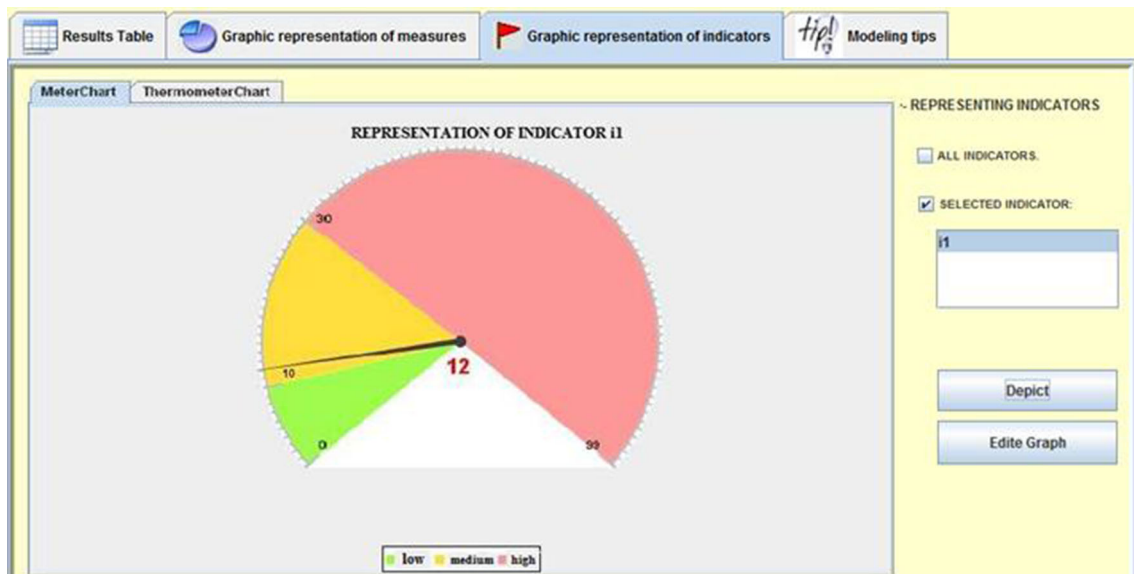 Results Table
Graphic representation of measures
Graphic representation of indicators
tip!
Modeling tips
MeterChart
ThermometerChart
REPRESENTATION OF INDICATOR i1
30
10
12
0
99
low
medium
high
REPRESENTING INDICATORS
ALL INDICATORS.
SELECTED INDICATOR:
i1
Depict
Edite Graph